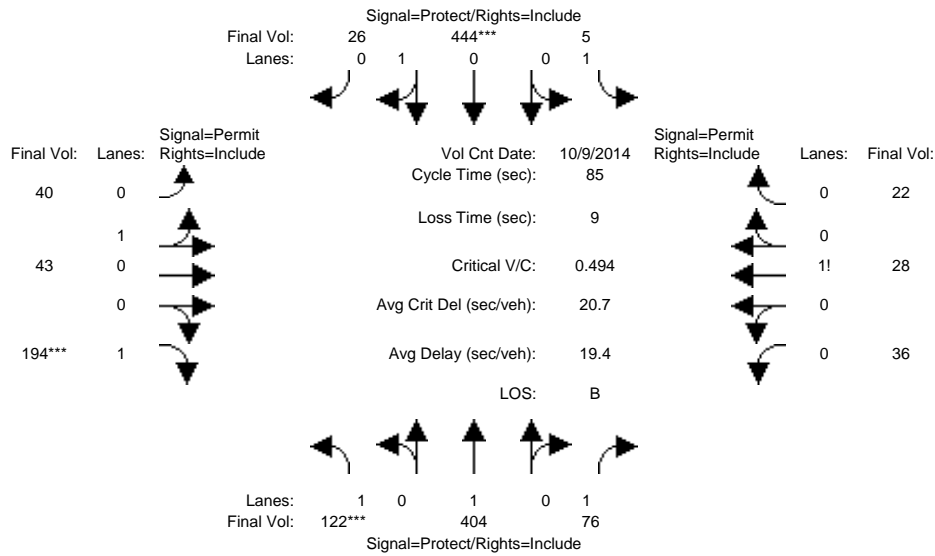 Signal=Protect/Rights=Include
Final Vol: 26 444*** 5
Lanes: 0 1 0 0 1
Signal=Permit Signal=Permit
Final Vol: Lanes: Rights=Include Vol Cnt Date: 10/9/2014 Rights=Include Lanes: Final Vol:
Cycle Time (sec): 85
40 0 0 22
Loss Time (sec): 9
1 0
43 0 Critical V/C: 0.494 1! 28
0 Avg Crit Del (sec/veh): 20.7 0
194*** 1 Avg Delay (sec/veh): 19.4 0 36
LOS: B
Lanes: 1 0 1 0 1
Final Vol: 122*** 404 76
Signal=Protect/Rights=Include